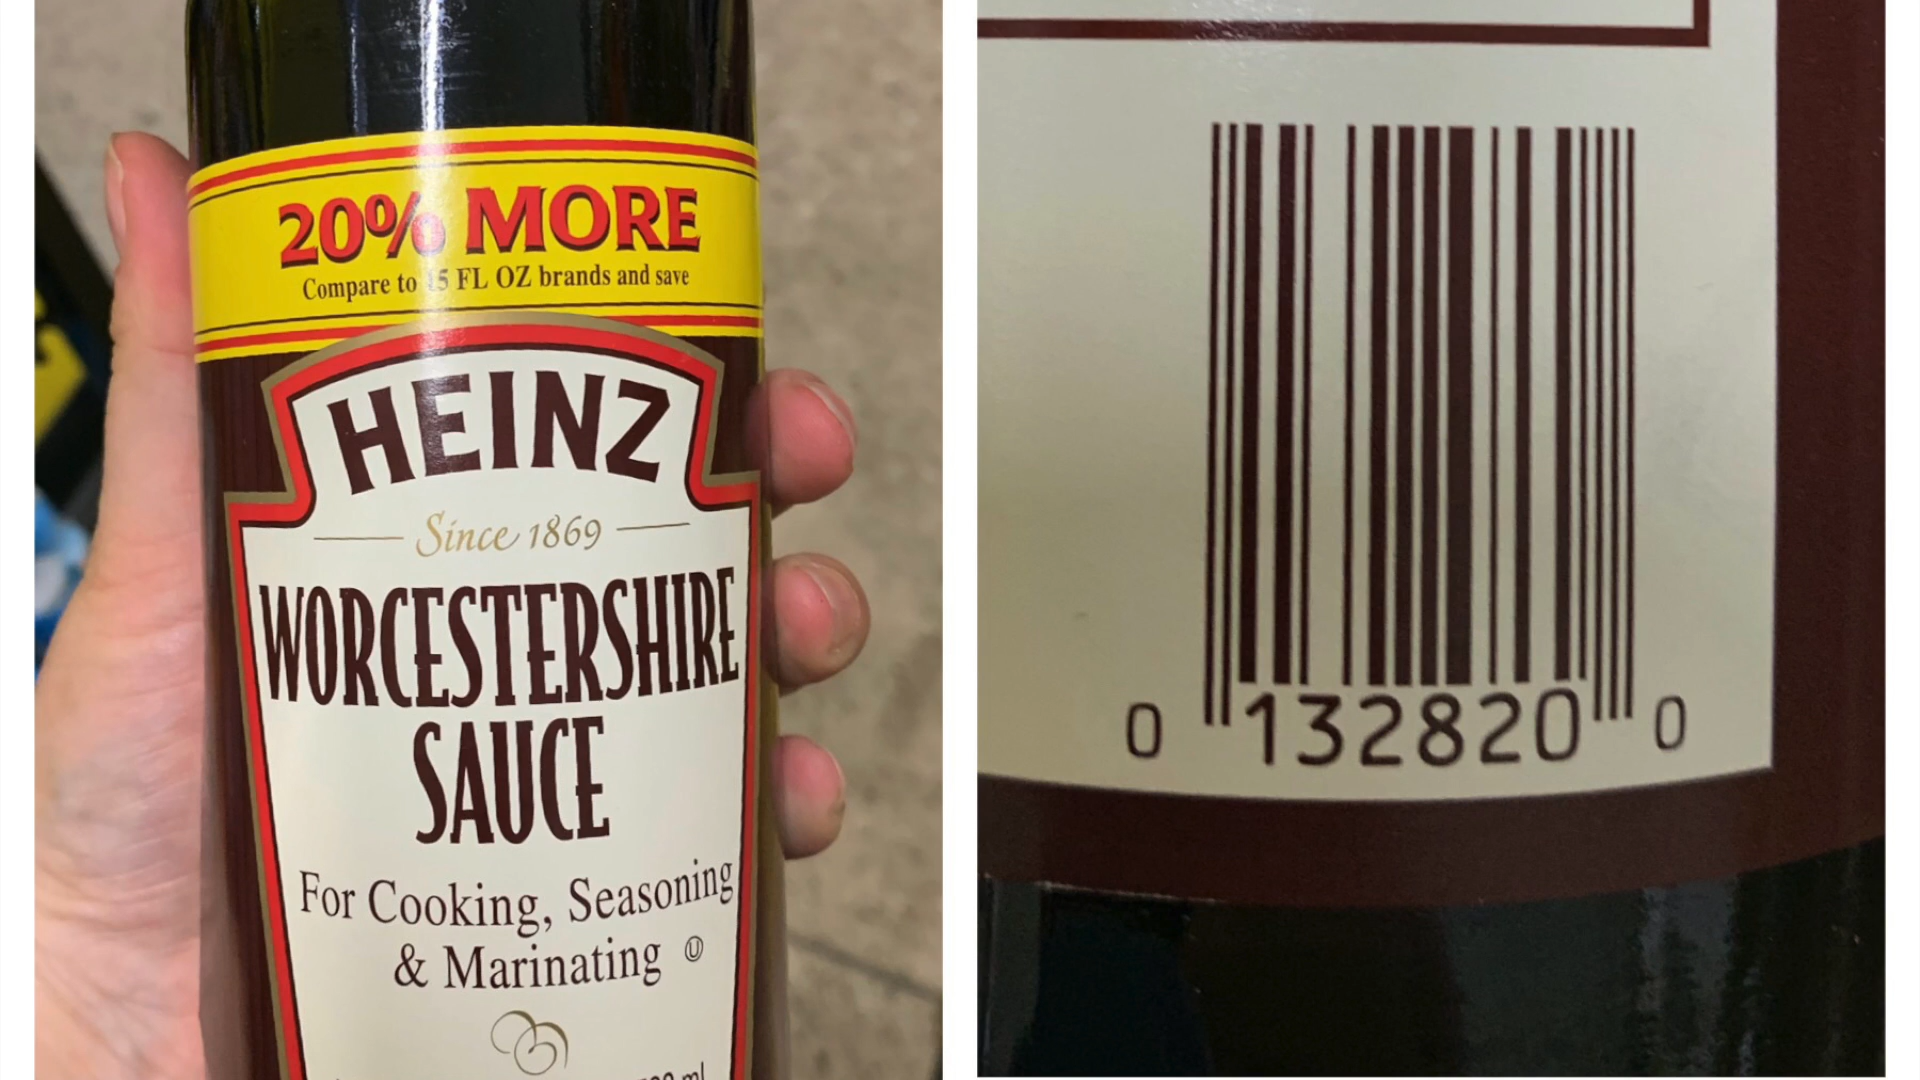 20% MORE
Compare to 15 FL OZ brands and save
HEINZ
Since 1869
WORCESTERSHIRE
SAUCE
For Cooking, Seasoning
& Marinating Ⓤ
ml
0 132820 0